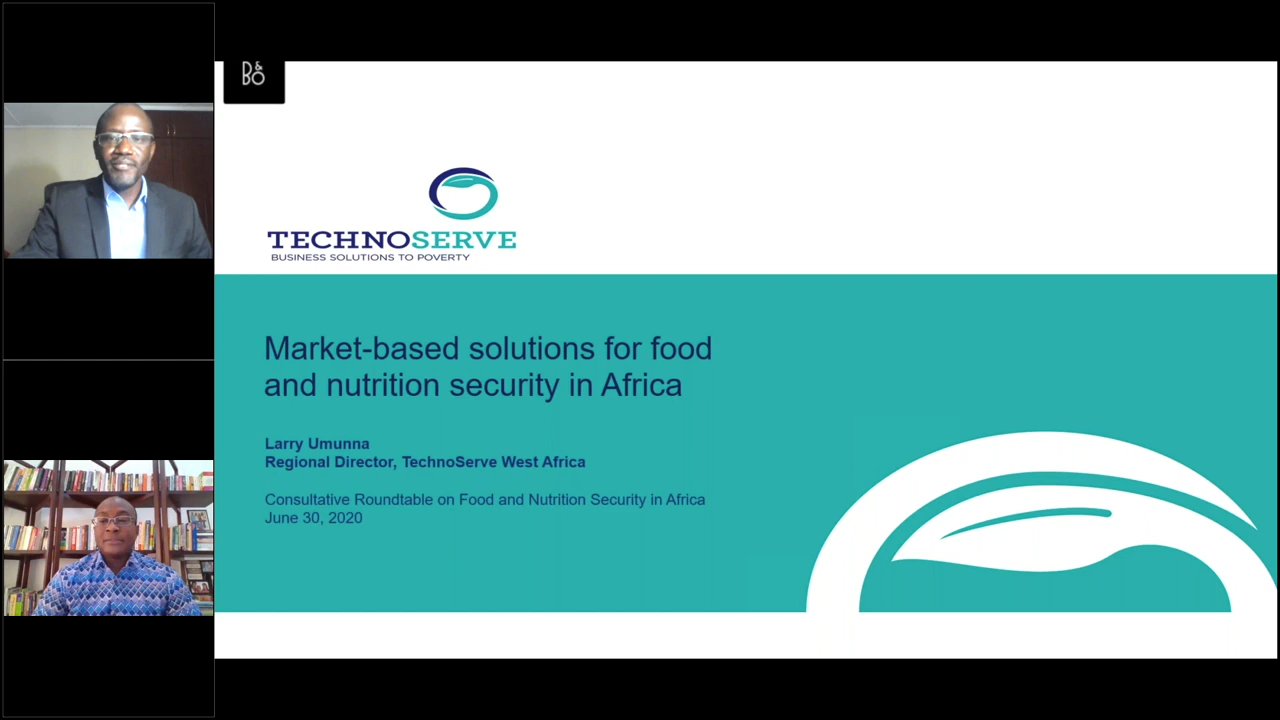 B&
BO
TECHNOSERVE
BUSINESS SOLUTIONS TO POVERTY
Market-based solutions for food
and nutrition security in Africa
Larry Umunna
Regional Director, TechnoServe West Africa
Consultative Roundtable on Food and Nutrition Security in Africa
June 30, 2020